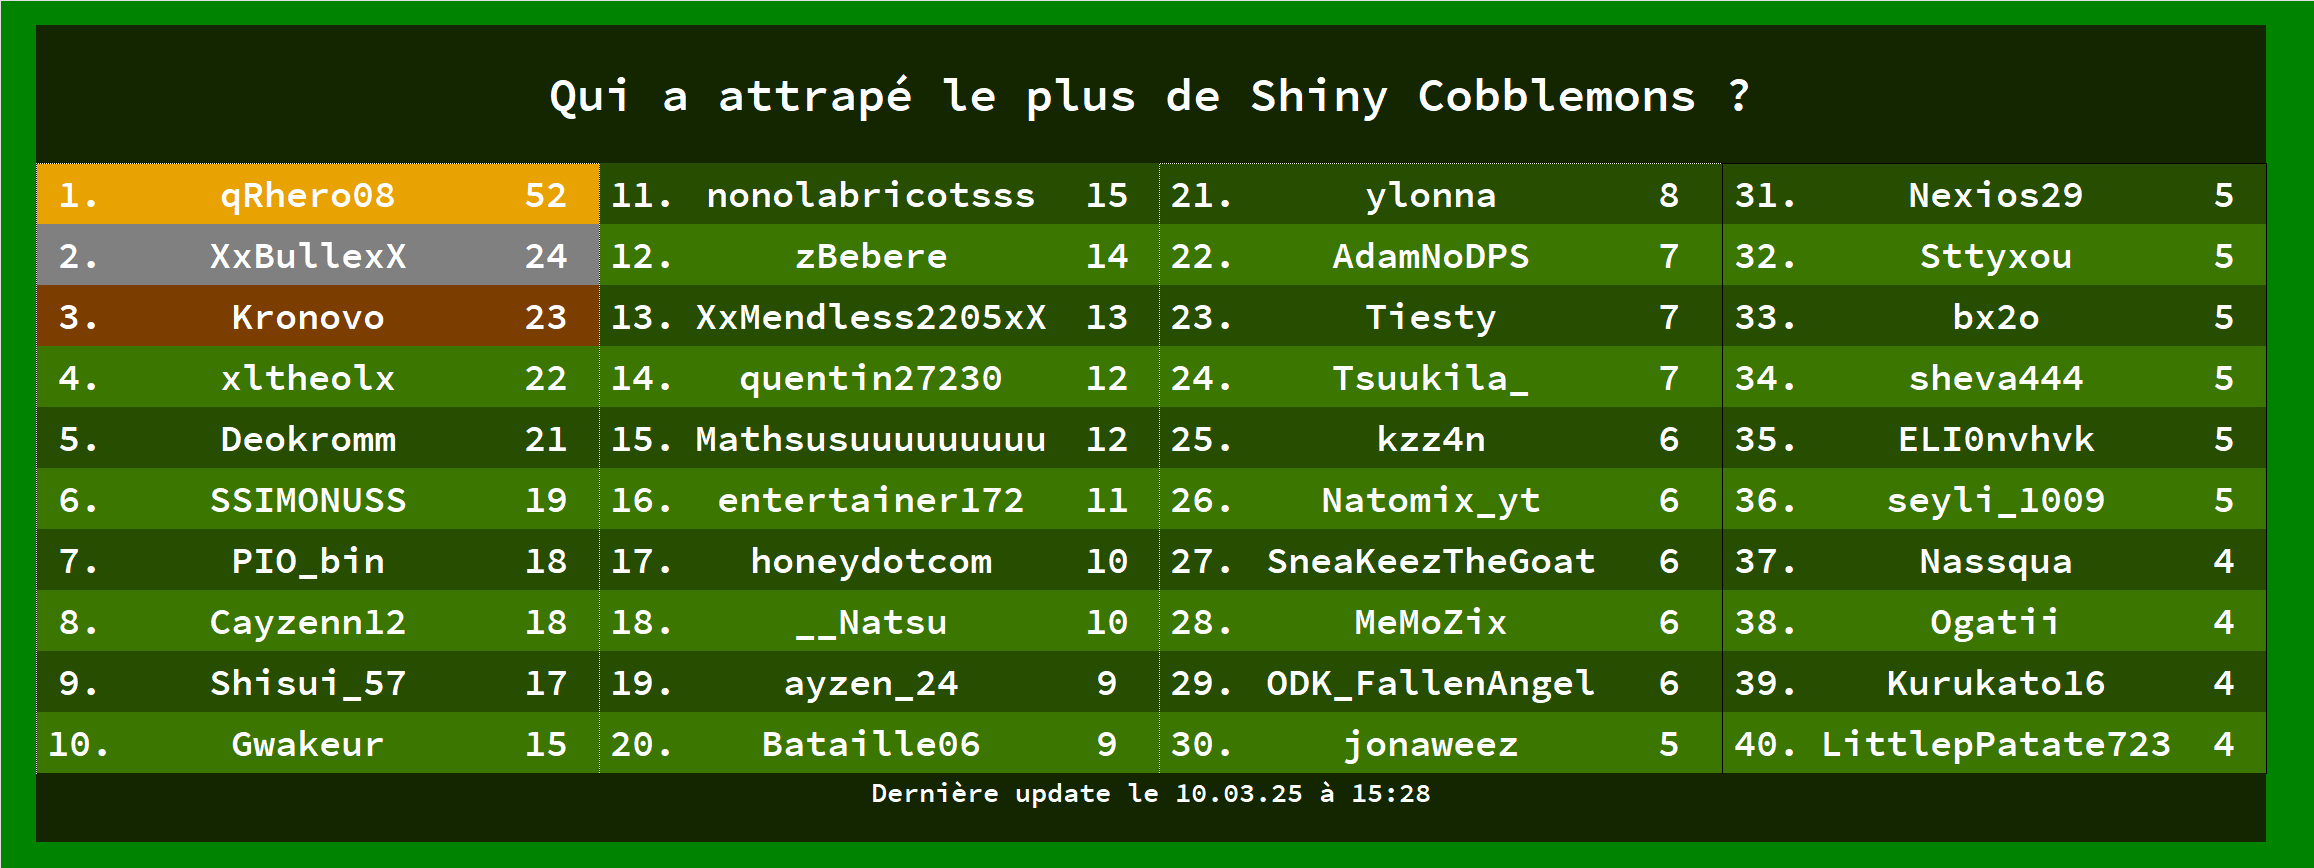 Qui a attrapé le plus de Shiny Cobblemons ?
1. qRhero08 52
2. XxBullexX 24
3. Kronovo 23
4. xltheolx 22
5. Deokromm 21
6. SSIMONUSS 19
7. PIO_bin 18
8. Cayzenn12 18
9. Shisui_57 17
10. Gwakeur 15
11. nonolabricotsss 15
12. zBebere 14
13. XxMendless2205xX 13
14. quentin27230 12
15. Mathsusuuuuuuuuu 12
16. entertainer172 11
17. honeydotcom 10
18. __Natsu 10
19. ayzen_24 9
20. Bataille06 9
21. ylonna 8
22. AdamNoDPS 7
23. Tiesty 7
24. Tsuukila_ 7
25. kzz4n 6
26. Natomix_yt 6
27. SneaKeezTheGoat 6
28. MeMoZix 6
29. ODK_FallenAngel 6
30. jonaweez 5
31. Nexios29 5
32. Sttyxou 5
33. bx2o 5
34. sheva444 5
35. ELI0nvhvk 5
36. seyli_1009 5
37. Nassqua 4
38. Ogatii 4
39. Kurukato16 4
40. LittlepPatate723 4
Dernière update le 10.03.25 à 15:28